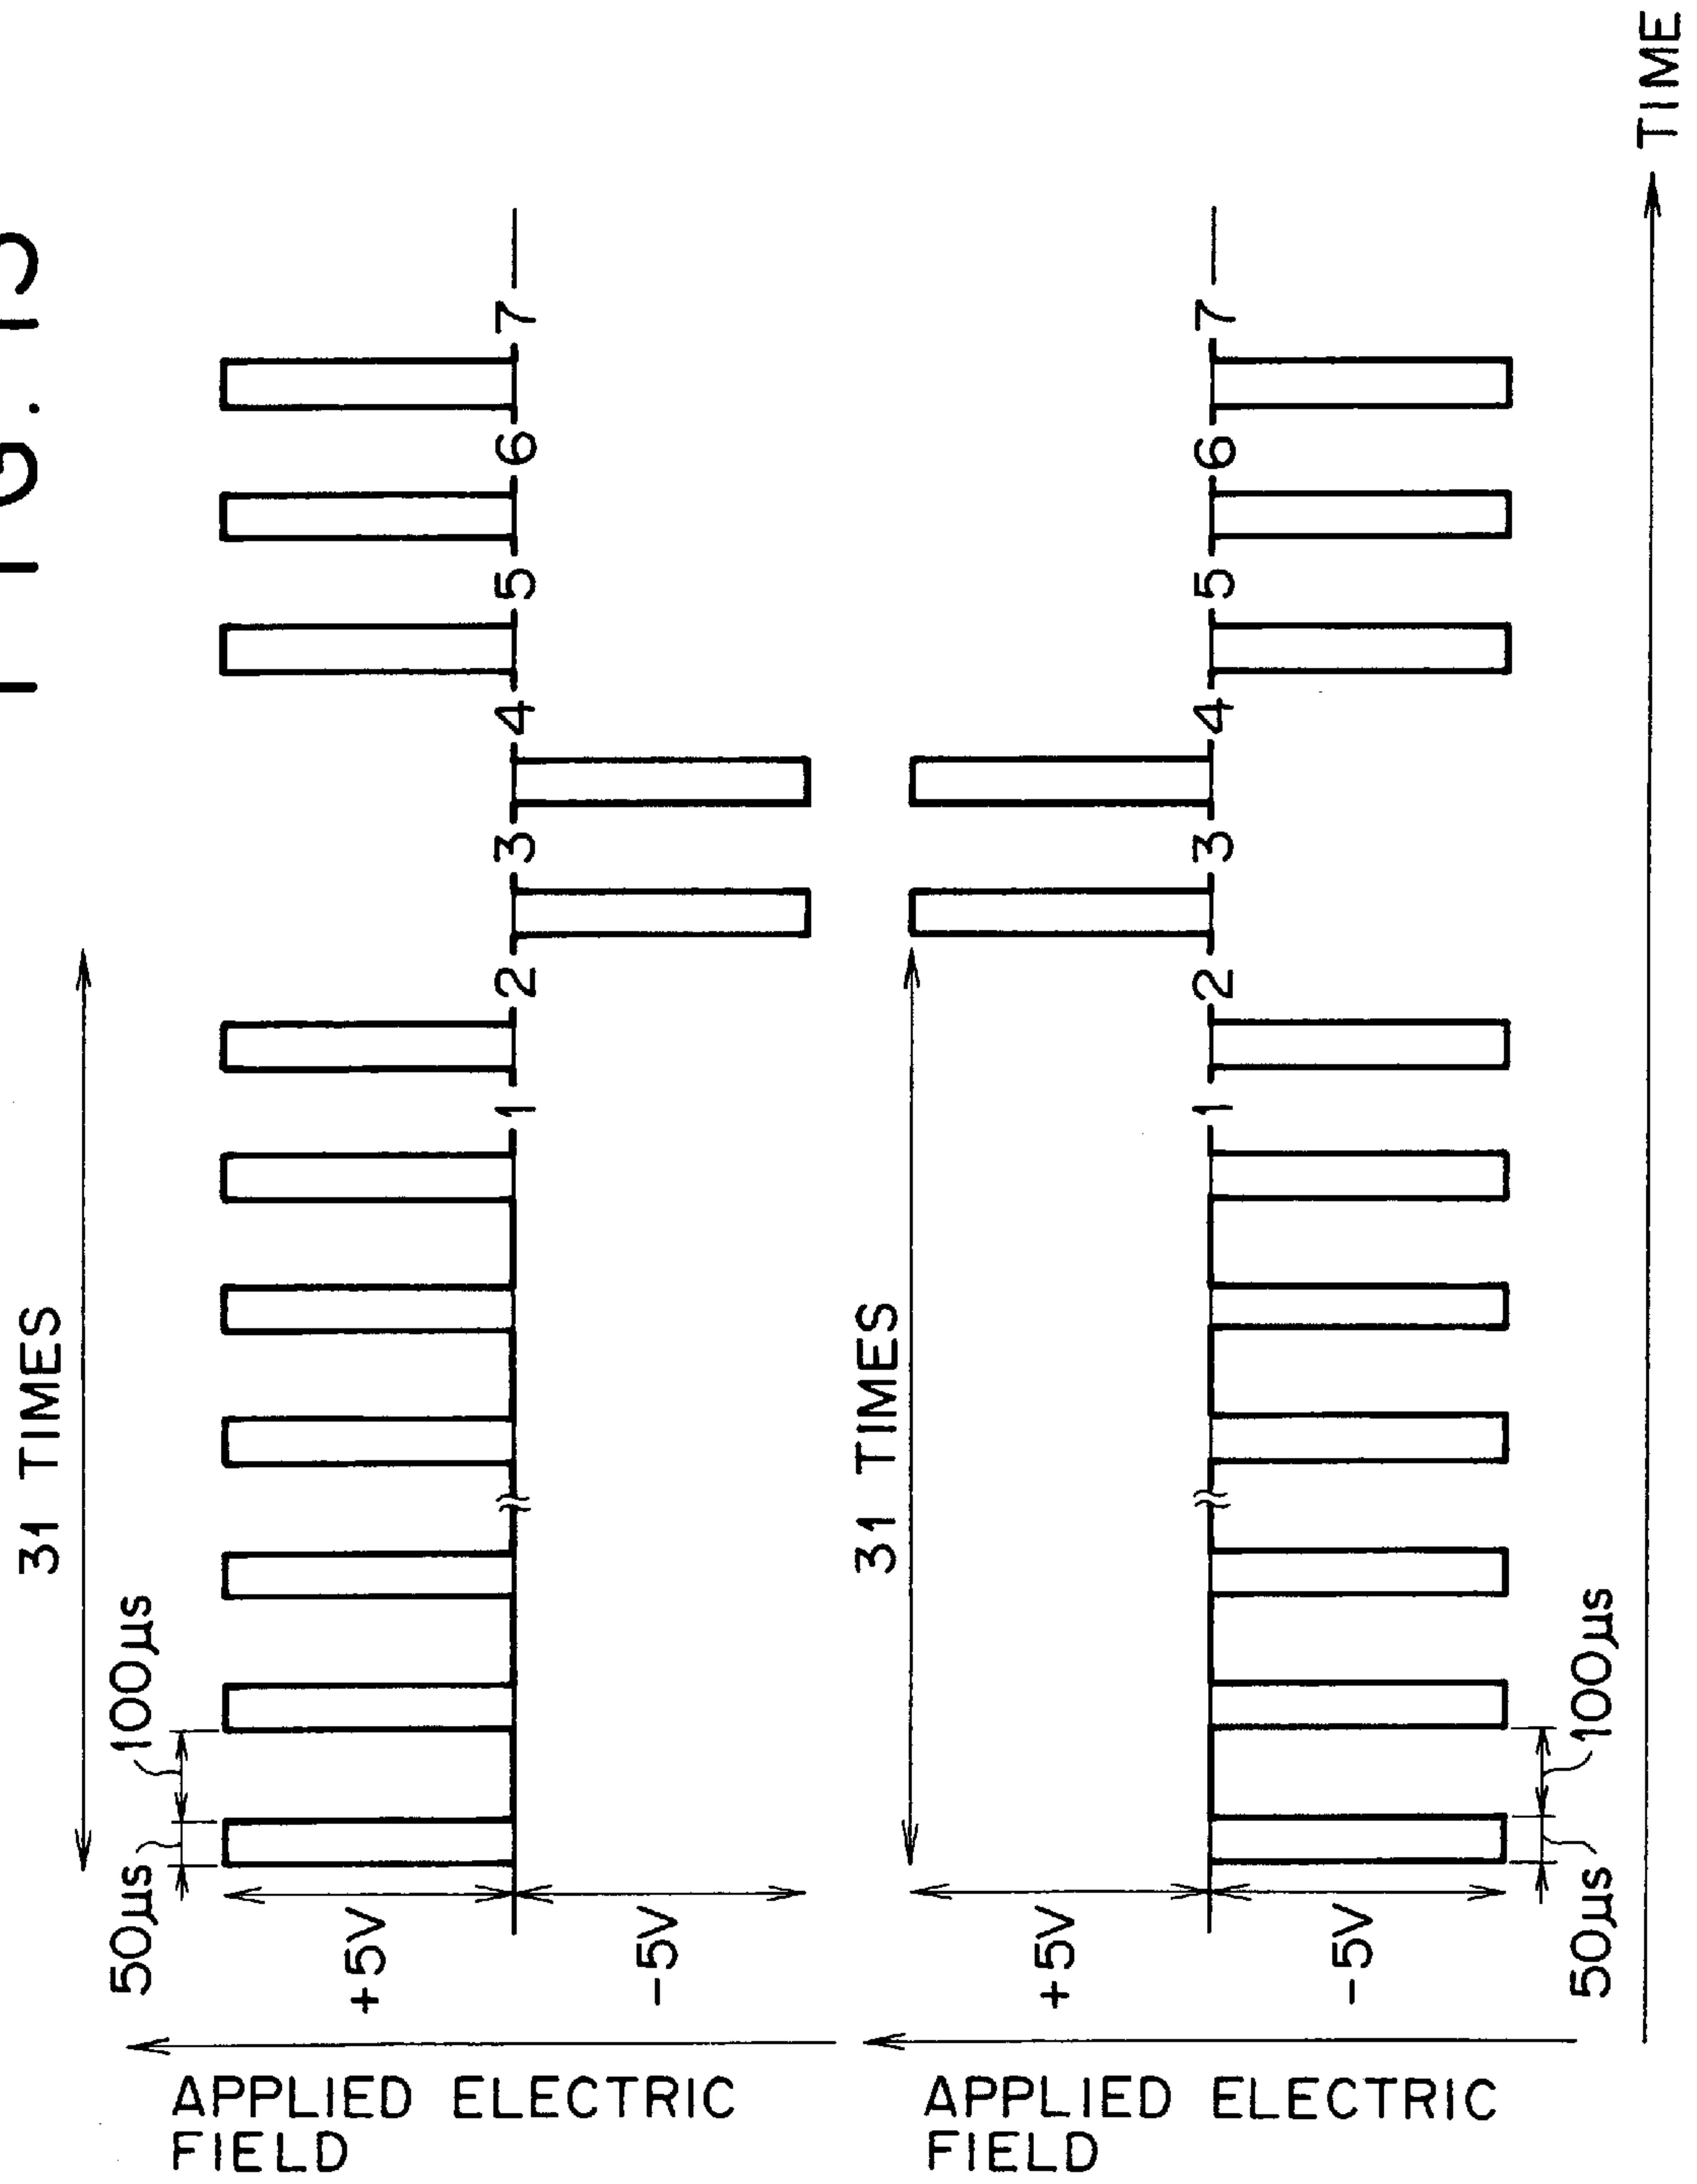 31 TIMES
50μs
100μs
+5V
1 2 3 4 5 6 7
-5V
APPLIED ELECTRIC
FIELD
31 TIMES
+5V
1 2 3 4 5 6 7
-5V
50μs
100μs
APPLIED ELECTRIC
FIELD
TIME